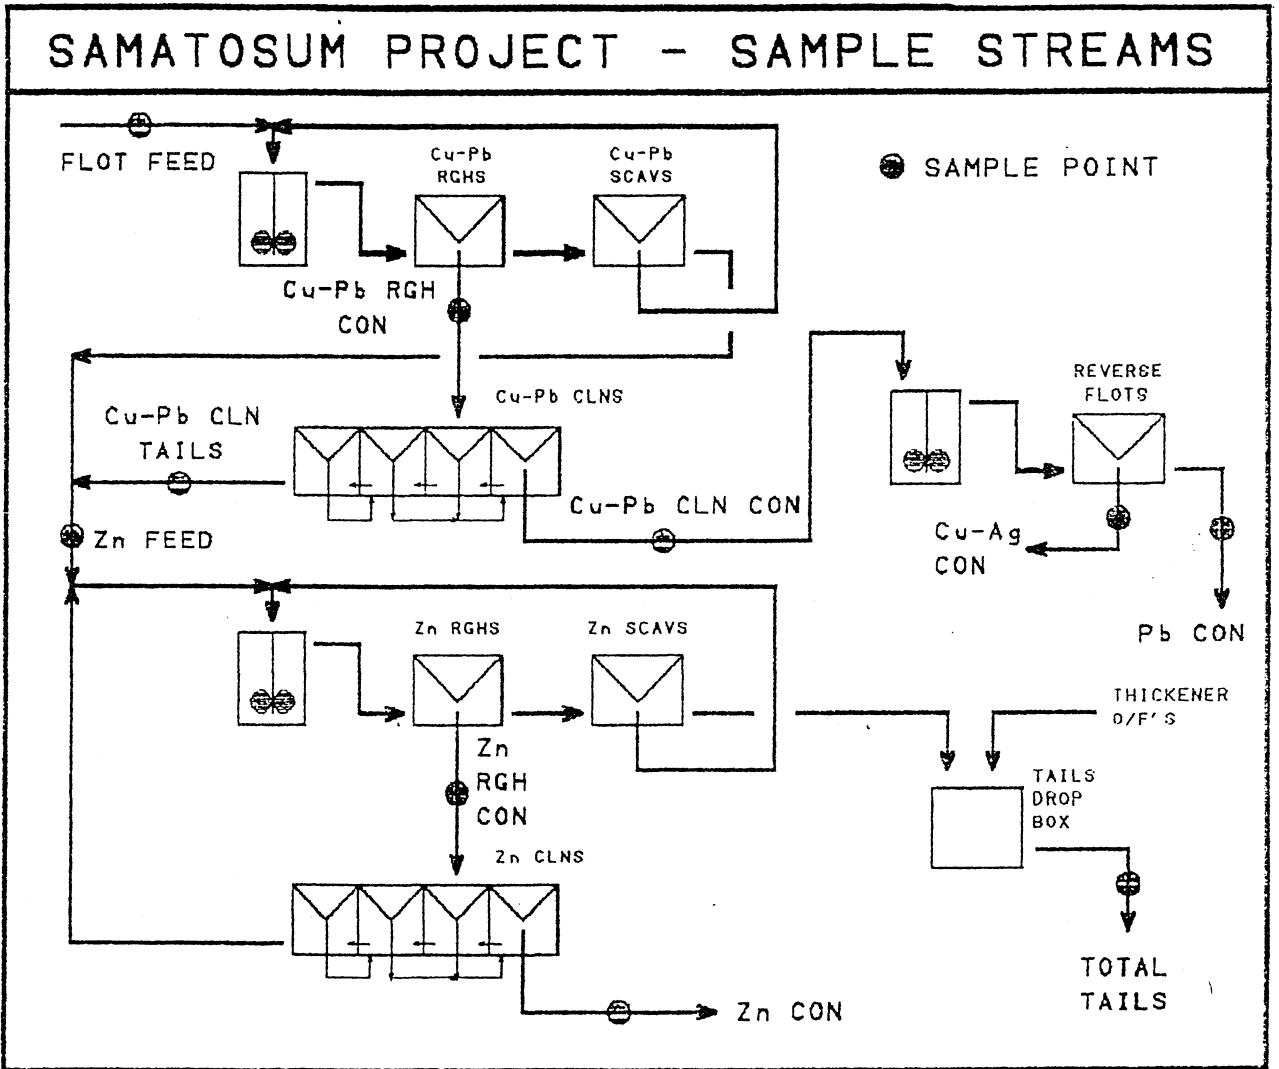 SAMATOSUM PROJECT - SAMPLE STREAMS
FLOT FEED
Cu-Pb
RGHS
Cu-Pb
SCAVS
SAMPLE POINT
Cu-Pb RGH
CON
Cu-Pb CLNS
REVERSE
FLOTS
Cu-Pb CLN
TAILS
Cu-Pb CLN CON
Zn FEED
Cu-Ag
CON
Pb CON
Zn RGHS
Zn SCAVS
THICKENER
O/F'S
Zn
RGH
CON
TAILS
DROP
BOX
Zn CLNS
TOTAL
TAILS
Zn CON